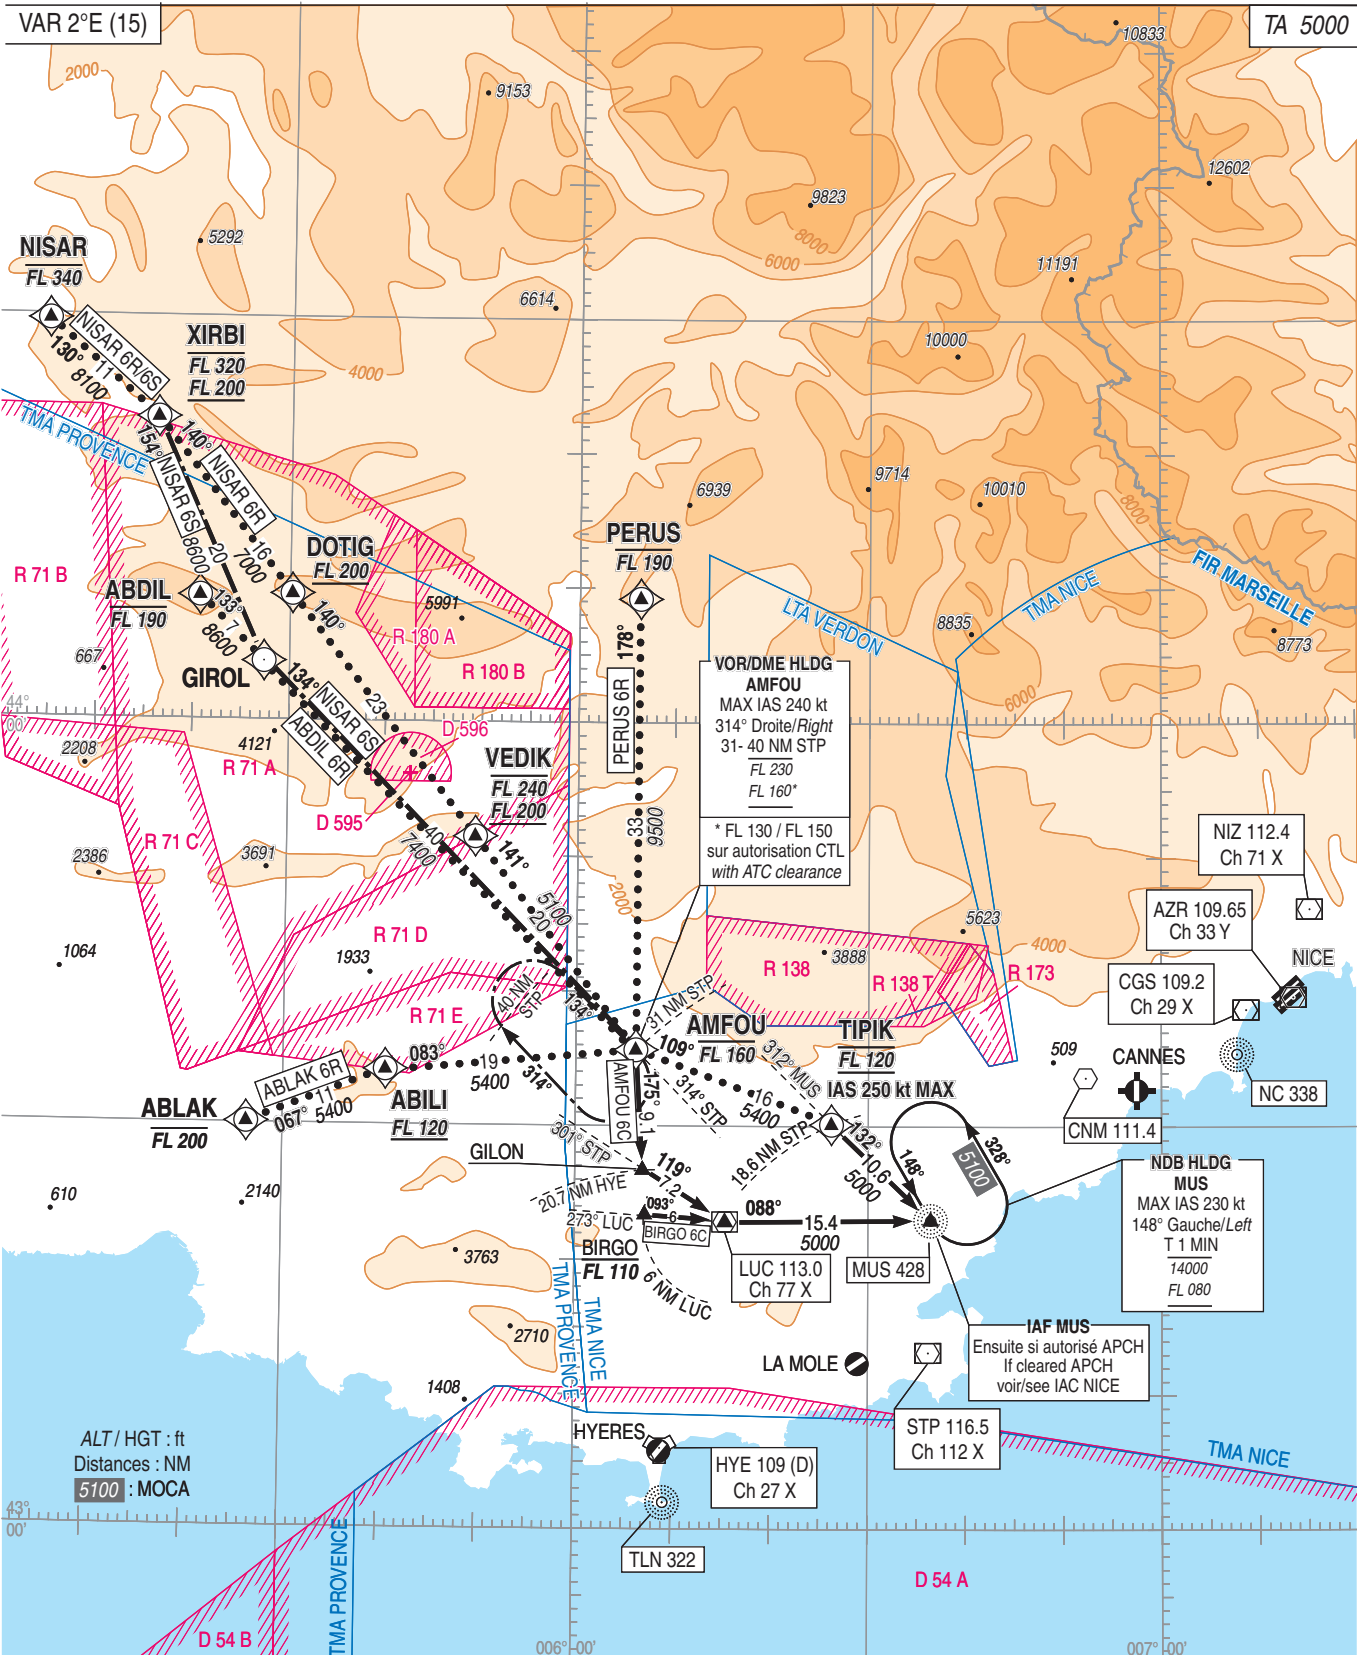 VAR 2°E (15)
TA 5000
10833
2000
9153
12602
9823
8000
6000
5292
11191
NISAR
FL 340
6614
NISAR 6R/6S
130°
11
8100
XIRBI
FL 320
FL 200
10000
4000
TMA PROVENCE
154°
NISAR 6S
20
8600
140°
NISAR 6R
16
7000
9714
6939
10010
8000
PERUS
FL 190
DOTIG
FL 200
R 71 B
ABDIL
FL 190
133°
7
8600
140°
5991
R 180 A
178°
LTA VERDON
TMA NICE
FIR MARSEILLE
8835
8773
667
GIROL
134°
R 180 B
VOR/DME HLDG
AMFOU
MAX IAS 240 kt
314° Droite/Right
31- 40 NM STP
FL 230
FL 160*
* FL 130 / FL 150
sur autorisation CTL
with ATC clearance
6000
NISAR 6S
ABDIL 6R
23
PERUS 6R
44°
00'
2208
4121
R 71 A
D 596
VEDIK
FL 240
FL 200
D 595
40
7400
33
9500
R 71 C
2386
3691
141°
5100
20
2000
NIZ 112.4
Ch 71 X
AZR 109.65
Ch 33 Y
5623
4000
NICE
1064
R 71 D
1933
R 138
3888
R 138 T
R 173
CGS 109.2
Ch 29 X
40 NM
STP
134°
31 NM STP
R 71 E
AMFOU
FL 160
TIPIK
FL 120
IAS 250 kt MAX
509
CANNES
083°
19
5400
109°
312° MUS
ABLAK 6R
067°
11
5400
314°
AMFOU 6C
175°
9.1
314° STP
16
5400
NC 338
ABLAK
FL 200
ABILI
FL 120
CNM 111.4
301° STP
18.6 NM STP
132°
10.6
5000
148°
5100
328°
GILON
119°
7.2
NDB HLDG
MUS
MAX IAS 230 kt
148° Gauche/Left
T 1 MIN
14000
FL 080
610
2140
20.7 NM HYE
093°
6
088°
273° LUC
BIRGO 6C
15.4
5000
BIRGO
FL 110
3763
LUC 113.0
Ch 77 X
MUS 428
6 NM LUC
TMA PROVENCE
TMA NICE
2710
IAF MUS
Ensuite si autorisé APCH
If cleared APCH
voir/see IAC NICE
LA MOLE
1408
STP 116.5
Ch 112 X
HYERES
ALT / HGT : ft
Distances : NM
5100 : MOCA
HYE 109 (D)
Ch 27 X
TMA NICE
43°
00'
TLN 322
TMA PROVENCE
D 54 A
D 54 B
006° 00'
007° 00'